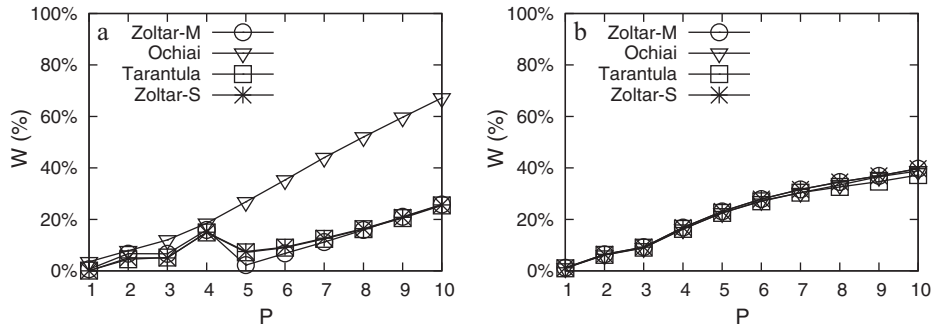 a
100%
80%
60%
40%
20%
0%
W (%)
Zoltar-M
Ochiai
Tarantula
Zoltar-S
1 2 3 4 5 6 7 8 9 10
P
b
100%
80%
60%
40%
20%
0%
W (%)
Zoltar-M
Ochiai
Tarantula
Zoltar-S
1 2 3 4 5 6 7 8 9 10
P